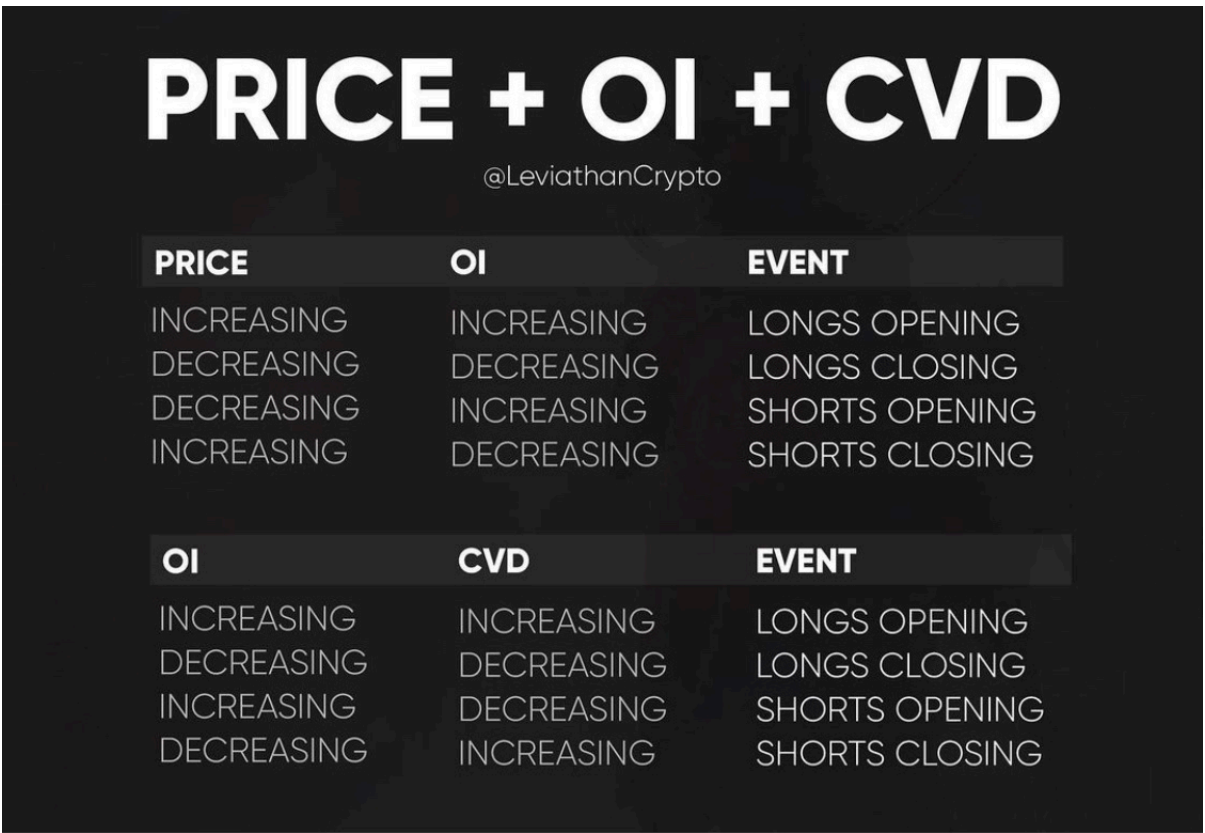 PRICE + OI + CVD
@LeviathanCrypto
PRICE OI EVENT
INCREASING INCREASING LONGS OPENING
DECREASING DECREASING LONGS CLOSING
DECREASING INCREASING SHORTS OPENING
INCREASING DECREASING SHORTS CLOSING
OI CVD EVENT
INCREASING INCREASING LONGS OPENING
DECREASING DECREASING LONGS CLOSING
INCREASING DECREASING SHORTS OPENING
DECREASING INCREASING SHORTS CLOSING